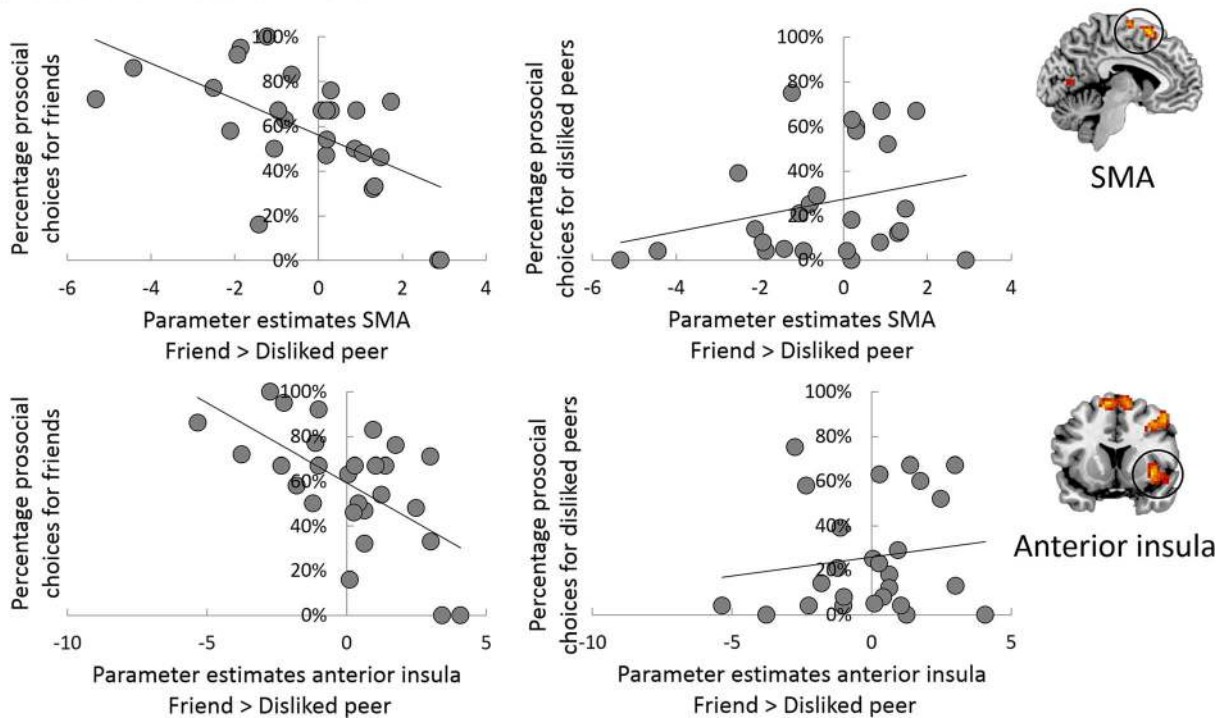 Percentage prosocial
choices for friends
100%
80%
60%
40%
20%
0%
-6 -4 -2 0 2 4
Parameter estimates SMA
Friend > Disliked peer
Percentage prosocial
choices for disliked peers
100%
80%
60%
40%
20%
0%
-6 -4 -2 0 2 4
Parameter estimates SMA
Friend > Disliked peer
SMA
Percentage prosocial
choices for friends
100%
80%
60%
40%
20%
0%
-10 -5 0 5
Parameter estimates anterior insula
Friend > Disliked peer
Percentage prosocial
choices for disliked peers
100%
80%
60%
40%
20%
0%
-10 -5 0 5
Parameter estimates anterior insula
Friend > Disliked peer
Anterior insula